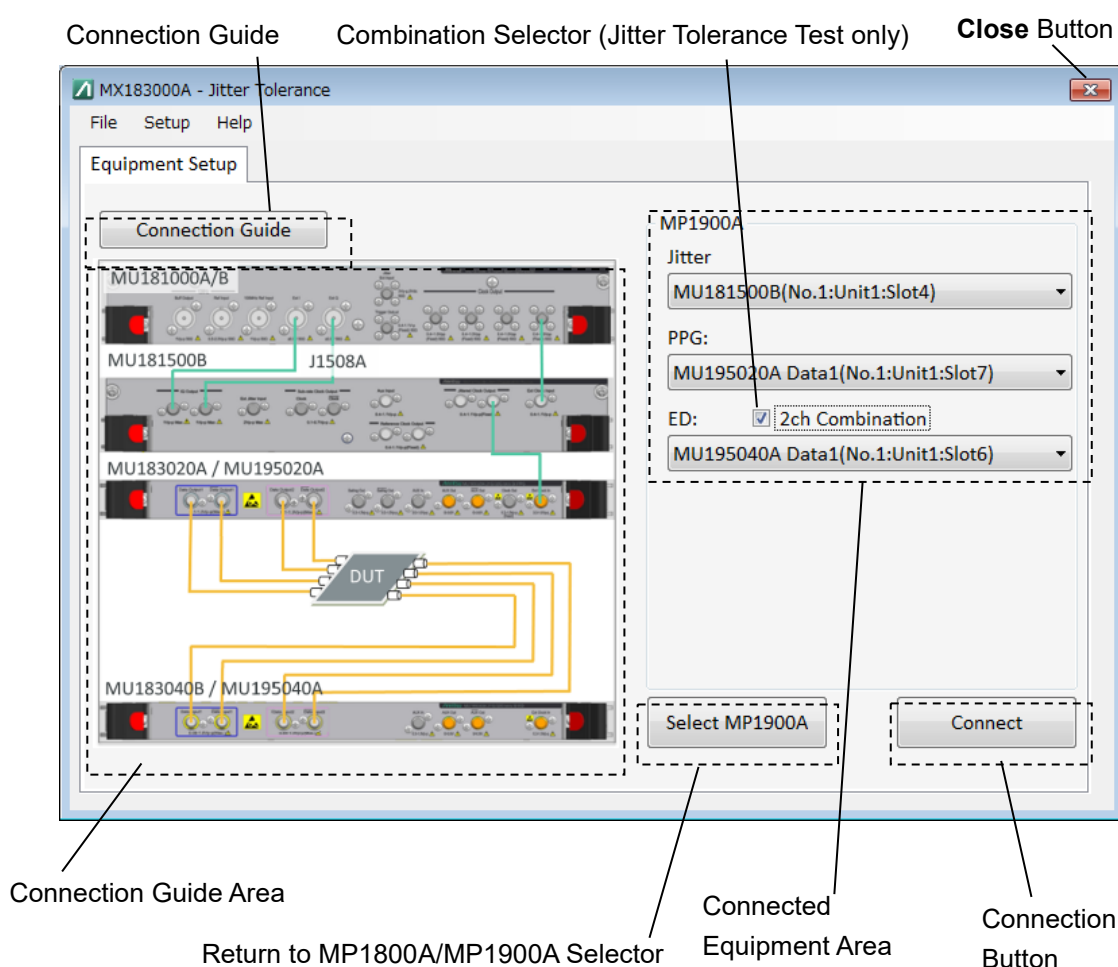 Connection Guide
Combination Selector (Jitter Tolerance Test only)
Close Button
MX183000A - Jitter Tolerance
File Setup Help
Equipment Setup
Connection Guide
MU181000A/B
MU181500B
J1508A
MU183020A / MU195020A
DUT
MU183040B / MU195040A
MP1900A
Jitter
MU181500B(No.1:Unit1:Slot4)
PPG:
MU195020A Data1(No.1:Unit1:Slot7)
ED:
2ch Combination
MU195040A Data1(No.1:Unit1:Slot6)
Select MP1900A
Connect
Connection Guide Area
Return to MP1800A/MP1900A Selector
Connected
Equipment Area
Connection
Button